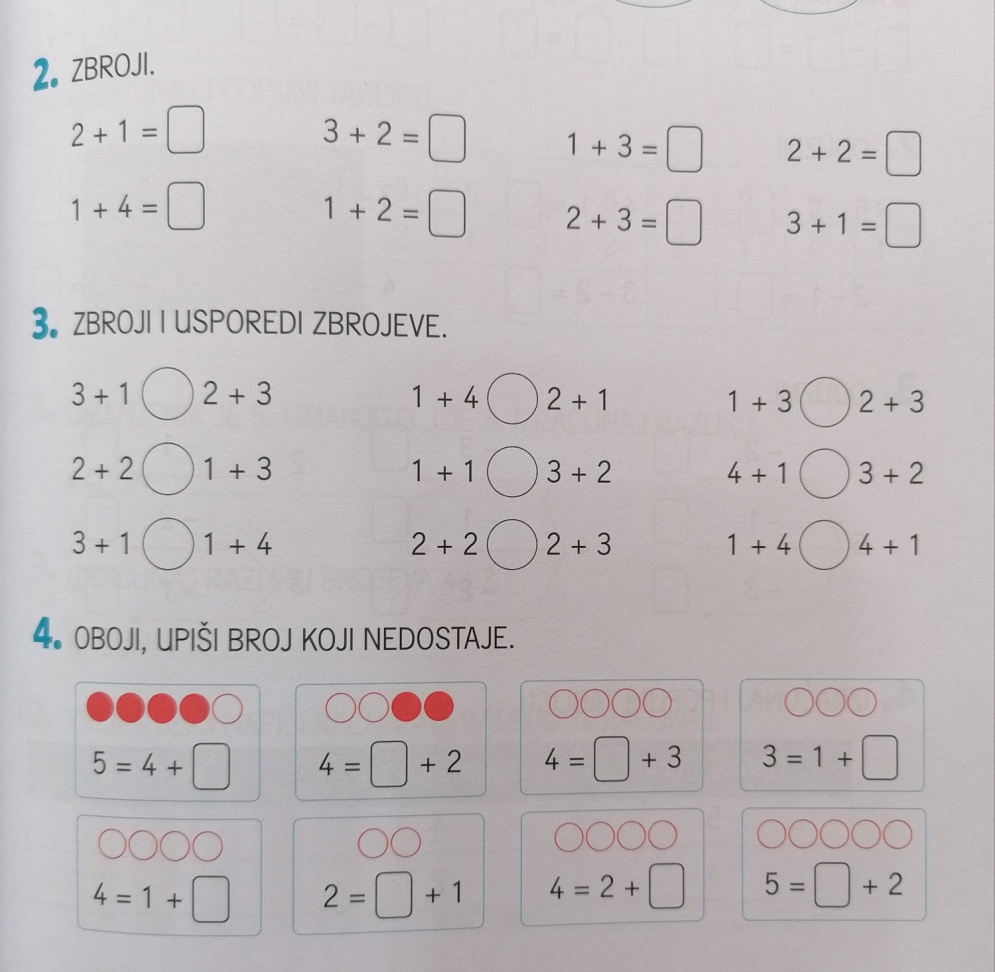 2. ZBROJI.
2 + 1 = 3 + 2 = 1 + 3 = 2 + 2 =
1 + 4 = 1 + 2 = 2 + 3 = 3 + 1 =
3. ZBROJI I USPOREDI ZBROJEVE.
3 + 1 2 + 3 1 + 4 2 + 1 1 + 3 2 + 3
2 + 2 1 + 3 1 + 1 3 + 2 4 + 1 3 + 2
3 + 1 1 + 4 2 + 2 2 + 3 1 + 4 4 + 1
4. OBOJI, UPIŠI BROJ KOJI NEDOSTAJE.
5 = 4 + 4 = + 2 4 = + 3 3 = 1 +
4 = 1 + 2 = + 1 4 = 2 + 5 = + 2